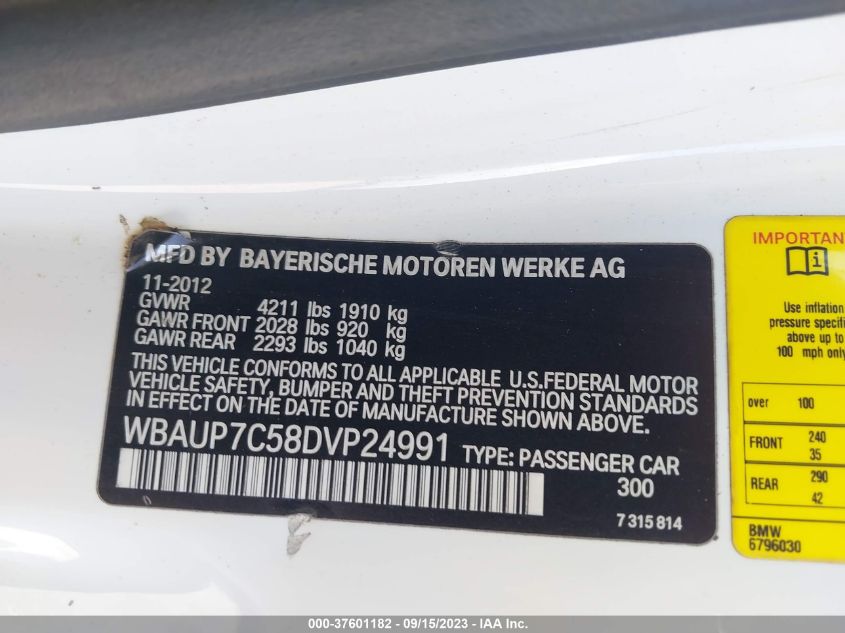 MFD BY BAYERISCHE MOTOREN WERKE AG
11-2012
GVWR 4211 lbs 1910 kg
GAWR FRONT 2028 lbs 920 kg
GAWR REAR 2293 lbs 1040 kg
THIS VEHICLE CONFORMS TO ALL APPLICABLE U.S.FEDERAL MOTOR
VEHICLE SAFETY, BUMPER AND THEFT PREVENTION STANDARDS
IN EFFECT ON THE DATE OF MANUFACTURE SHOWN ABOVE.
WBAUP7C58DVP24991 TYPE: PASSENGER CAR
300
7 315 814
IMPORTAN
Use inflation
pressure specifi
above up to
100 mph only
over 100
FRONT 240
35
REAR 290
42
BMW
6796030
000-37601182 - 09/15/2023 - IAA Inc.